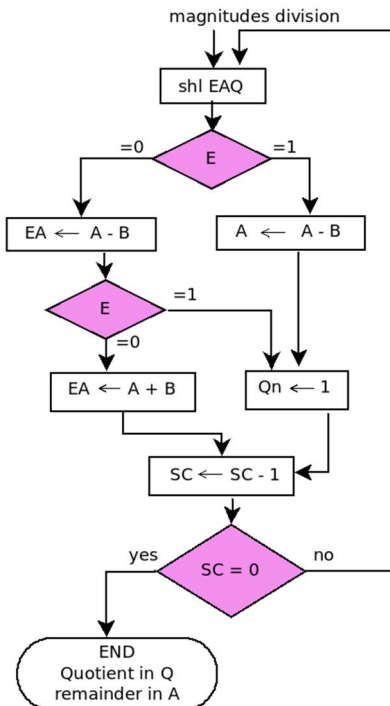 magnitudes division
shl EAQ
=0
E
=1
EA ← A - B
A ← A - B
E
=1
=0
EA ← A + B
Qn ← 1
SC ← SC - 1
yes
SC = 0
no
END
Quotient in Q
remainder in A